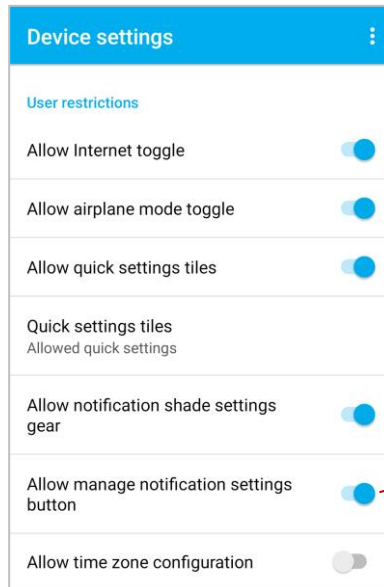 Device settings
User restrictions
Allow Internet toggle
Allow airplane mode toggle
Allow quick settings tiles
Quick settings tiles
Allowed quick settings
Allow notification shade settings
gear
Allow manage notification settings
button
Allow time zone configuration